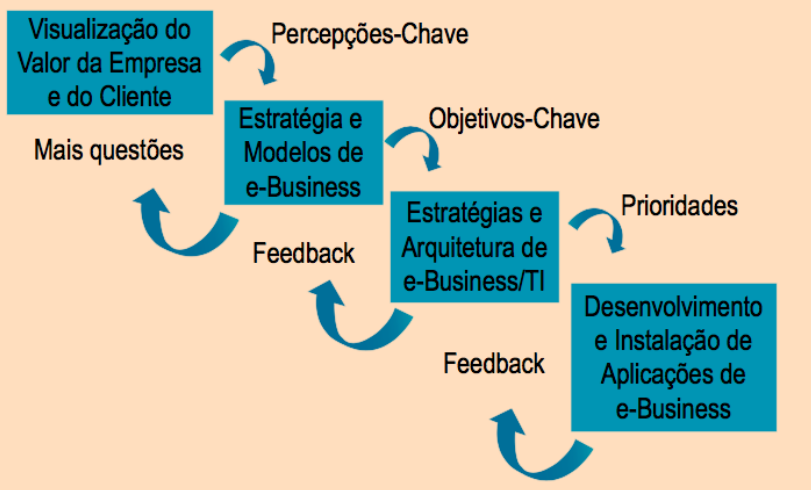 Visualização do
Valor da Empresa
e do Cliente
Percepções-Chave
Mais questões
Estratégia e
Modelos de
e-Business
Objetivos-Chave
Feedback
Estratégias e
Arquitetura de
e-Business/TI
Prioridades
Feedback
Desenvolvimento
e Instalação de
Aplicações de
e-Business